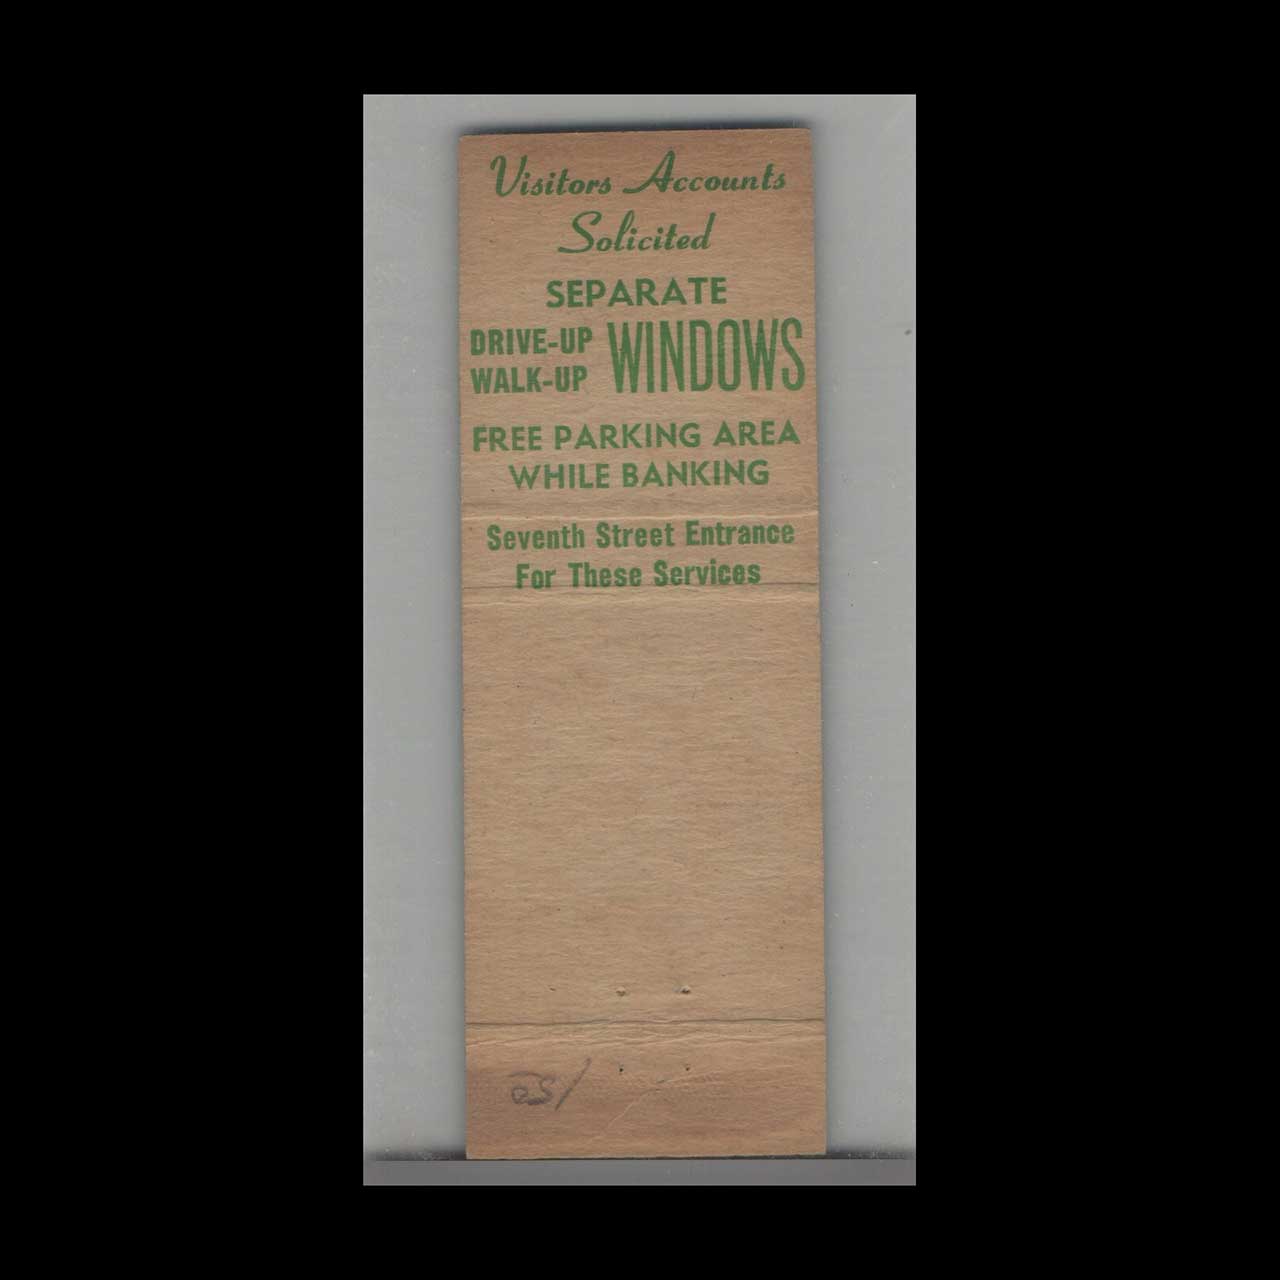 Visitors Accounts
Solicited
SEPARATE
DRIVE-UP WINDOWS
WALK-UP
FREE PARKING AREA
WHILE BANKING
Seventh Street Entrance
For These Services